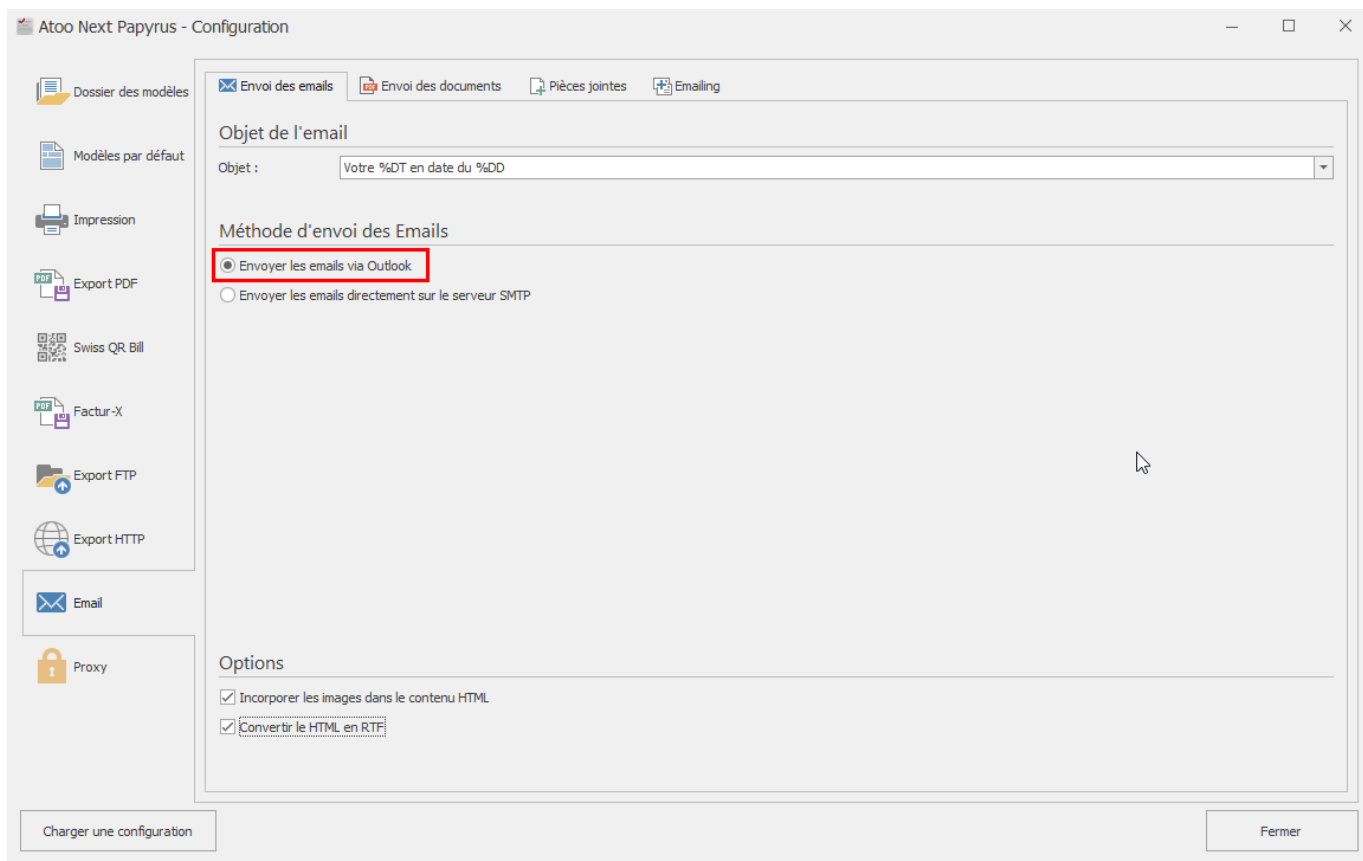 Atoo Next Papyrus - Configuration
Dossier des modèles
Modèles par défaut
Impression
PDF
Export PDF
Swiss QR Bill
PDF
Factur-X
Export FTP
Export HTTP
Email
Proxy
Envoi des emails
PDF
Envoi des documents
Pièces jointes
Emailing
Objet de l'email
Objet :
Votre %DT en date du %DD
Méthode d'envoi des Emails
Envoyer les emails via Outlook
Envoyer les emails directement sur le serveur SMTP
Options
Incorporer les images dans le contenu HTML
Convertir le HTML en RTF
Charger une configuration
Fermer